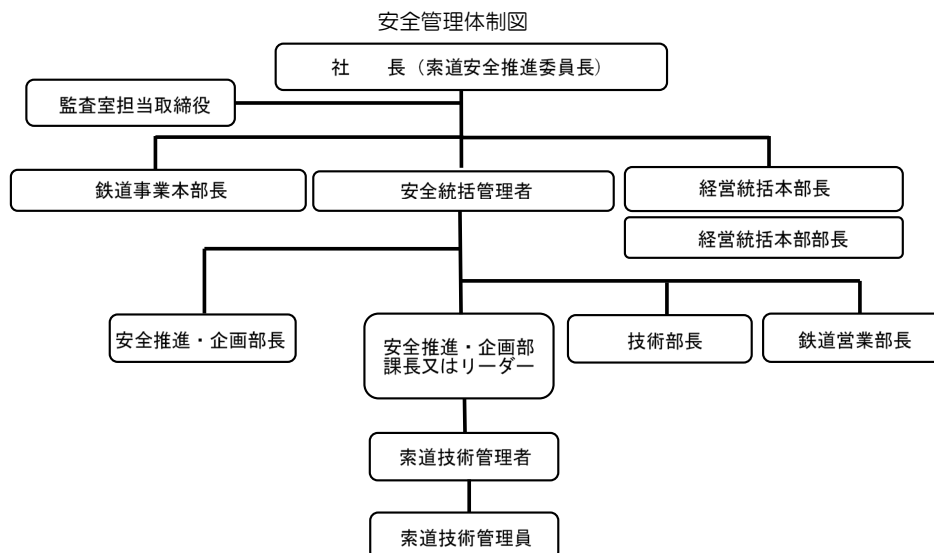 安全管理体制図
社　　長（索道安全推進委員長）
監査室担当取締役
鉄道事業本部長
安全統括管理者
経営統括本部長
経営統括本部部長
安全推進・企画部長
安全推進・企画部
課長又はリーダー
技術部長
鉄道営業部長
索道技術管理者
索道技術管理員